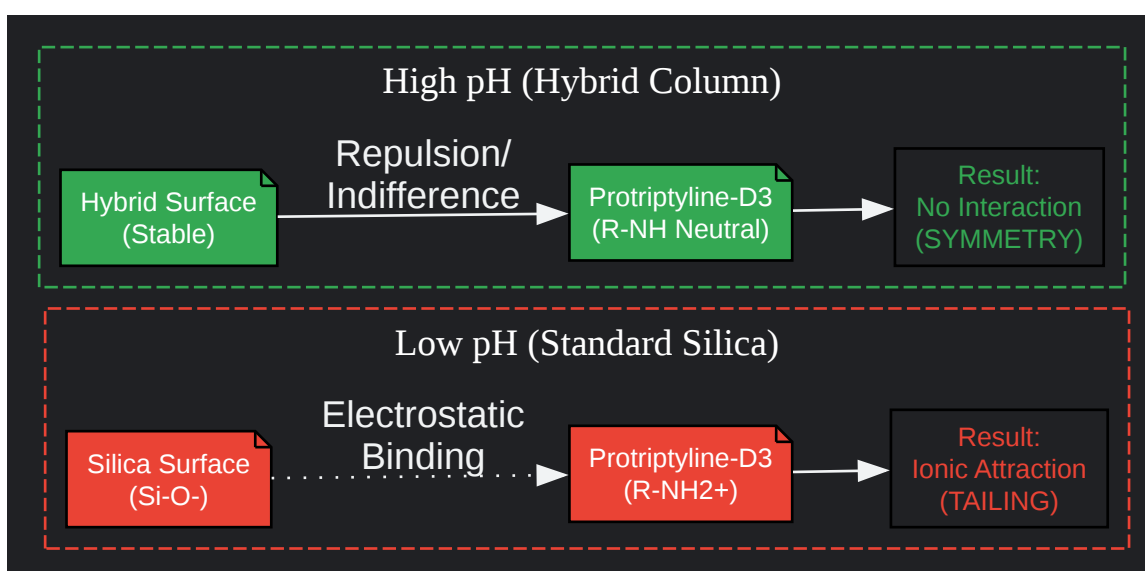 High pH (Hybrid Column)
Repulsion/
Indifference
Hybrid Surface
(Stable)
Protriptyline-D3
(R-NH Neutral)
Result:
No Interaction
(SYMMETRY)
Low pH (Standard Silica)
Electrostatic
Binding
Silica Surface
(Si-O-)
Protriptyline-D3
(R-NH2+)
Result:
Ionic Attraction
(TAILING)